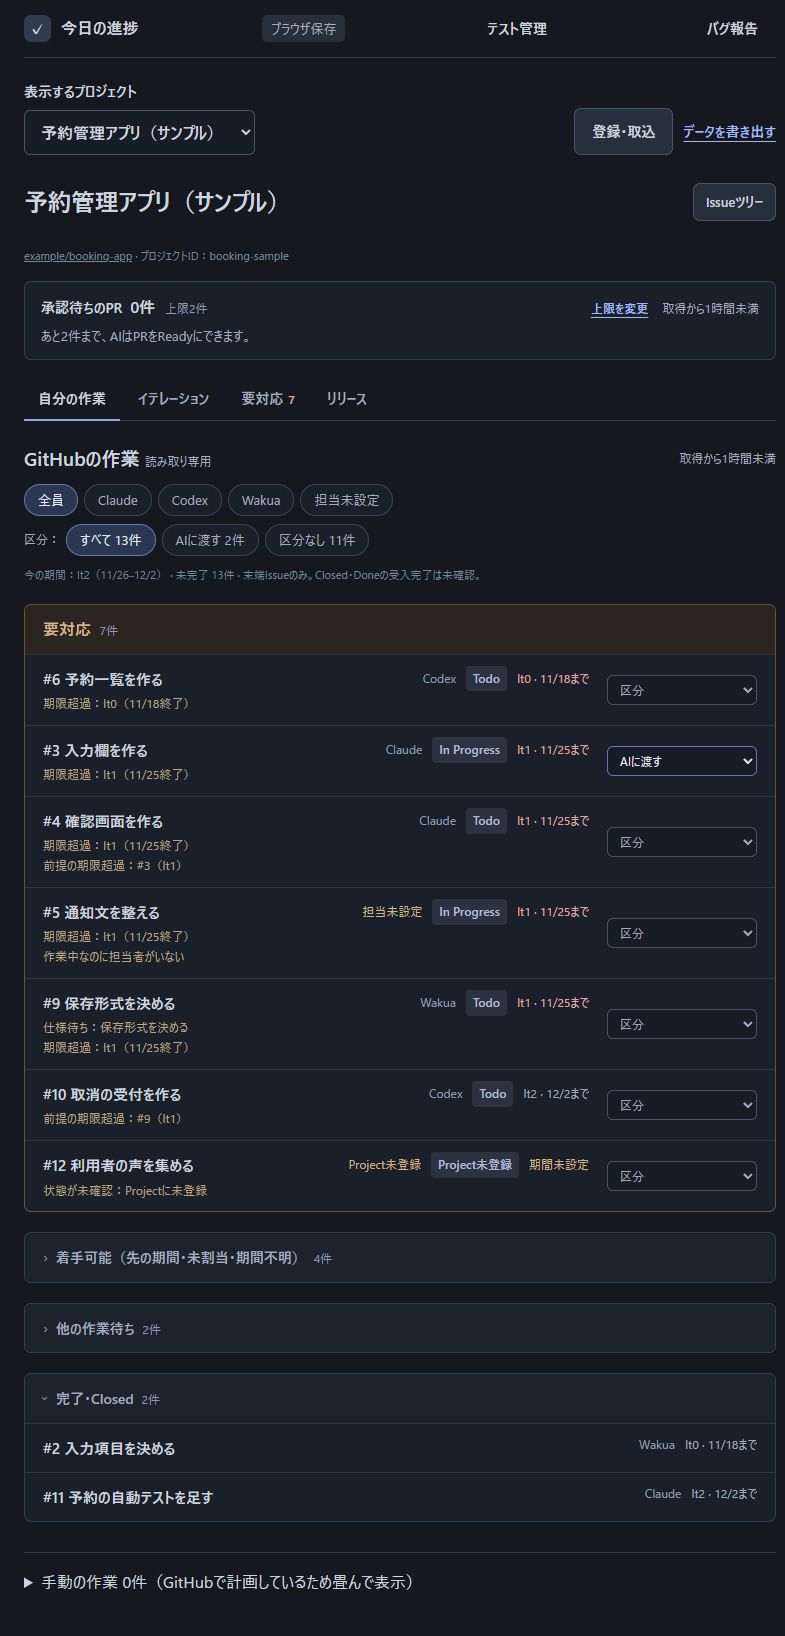 ✓ 今日の進捗 ブラウザ保存 テスト管理 バグ報告
表示するプロジェクト
予約管理アプリ（サンプル） 登録・取込 データを書き出す
予約管理アプリ（サンプル） Issueツリー
example/booking-app · プロジェクトID：booking-sample
承認待ちのPR 0件 上限2件 上限を変更 取得から1時間未満
あと2件まで、AIはPRをReadyにできます。
自分の作業 イテレーション 要対応 7 リリース
GitHubの作業 読み取り専用 取得から1時間未満
全員 Claude Codex Wakua 担当未設定
区分： すべて 13件 AIに渡す 2件 区分なし 11件
今の期間：It2（11/26–12/2） · 未完了 13件 · 末端Issueのみ。Closed・Doneの受入完了は未確認。
要対応 7件
#6 予約一覧を作る Codex Todo It0 · 11/18まで 区分
期限超過：It0（11/18終了）
#3 入力欄を作る Claude In Progress It1 · 11/25まで AIに渡す
期限超過：It1（11/25終了）
#4 確認画面を作る Claude Todo It1 · 11/25まで 区分
期限超過：It1（11/25終了）
前提の期限超過：#3（It1）
#5 通知文を整える 担当未設定 In Progress It1 · 11/25まで 区分
期限超過：It1（11/25終了）
作業中なのに担当者がいない
#9 保存形式を決める Wakua Todo It1 · 11/25まで 区分
仕様待ち：保存形式を決める
期限超過：It1（11/25終了）
#10 取消の受付を作る Codex Todo It2 · 12/2まで 区分
前提の期限超過：#9（It1）
#12 利用者の声を集める Project未登録 Project未登録 期間未設定 区分
状態が未確認：Projectに未登録
› 着手可能（先の期間・未割当・期間不明） 4件
› 他の作業待ち 2件
完了・Closed 2件
#2 入力項目を決める Wakua It0 · 11/18まで
#11 予約の自動テストを足す Claude It2 · 12/2まで
▶ 手動の作業 0件（GitHubで計画しているため畳んで表示）